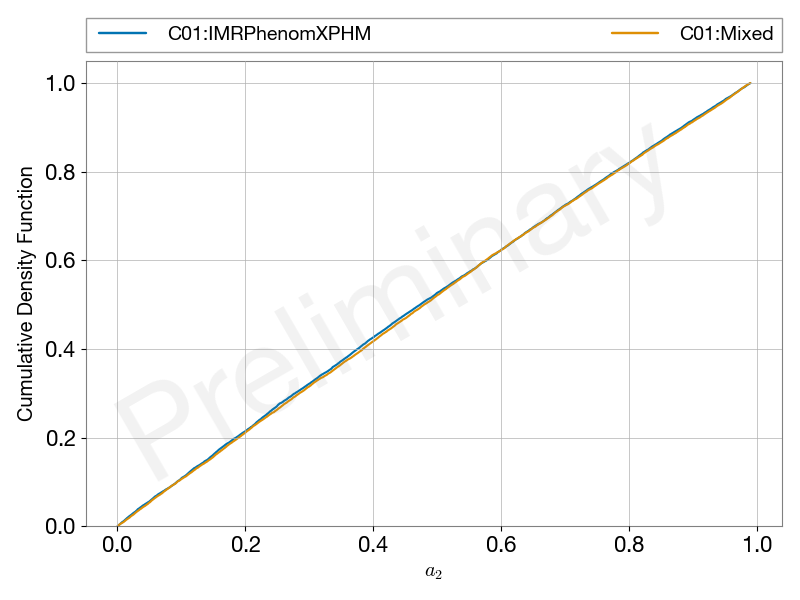 C01:IMRPhenomXPHM C01:Mixed
Cumulative Density Function
1.0
0.8
0.6
0.4
0.2
0.0
Preliminary
0.0 0.2 0.4 0.6 0.8 1.0
a₂